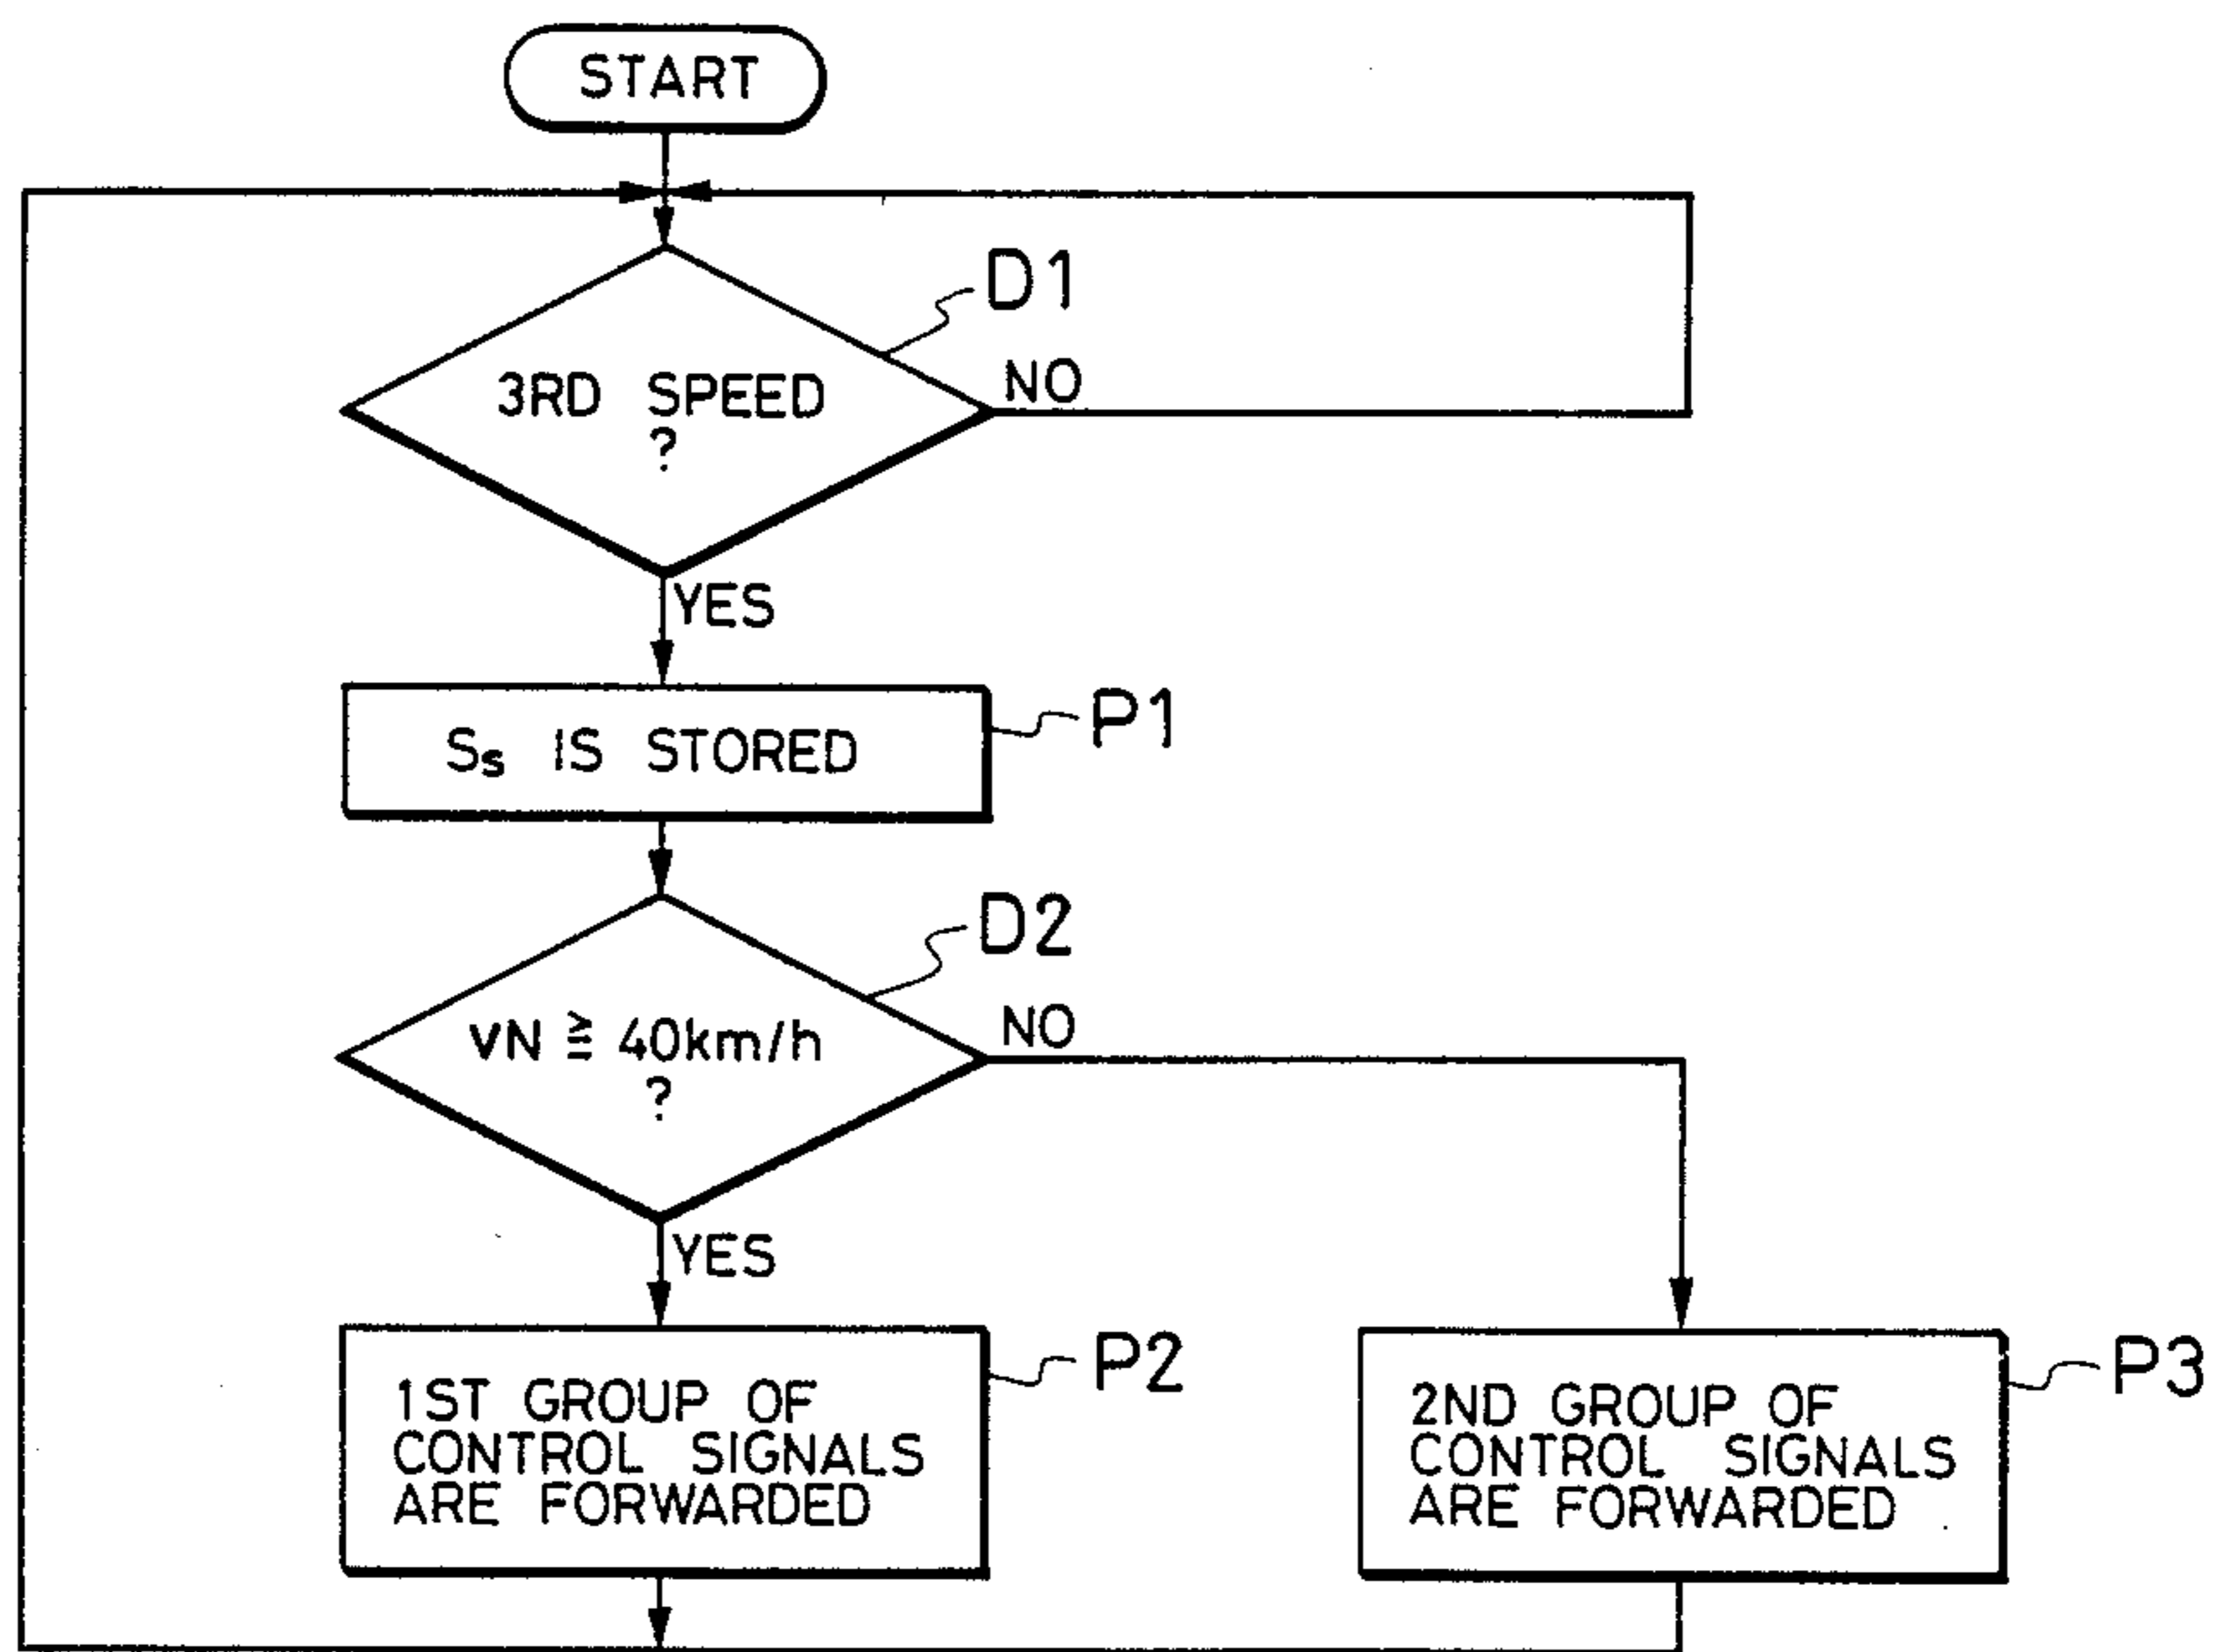 START
D1
3RD SPEED
?
NO
YES
P1
Ss IS STORED
D2
VN ≧ 40km/h
?
NO
YES
P2
1ST GROUP OF
CONTROL SIGNALS
ARE FORWARDED
P3
2ND GROUP OF
CONTROL SIGNALS
ARE FORWARDED